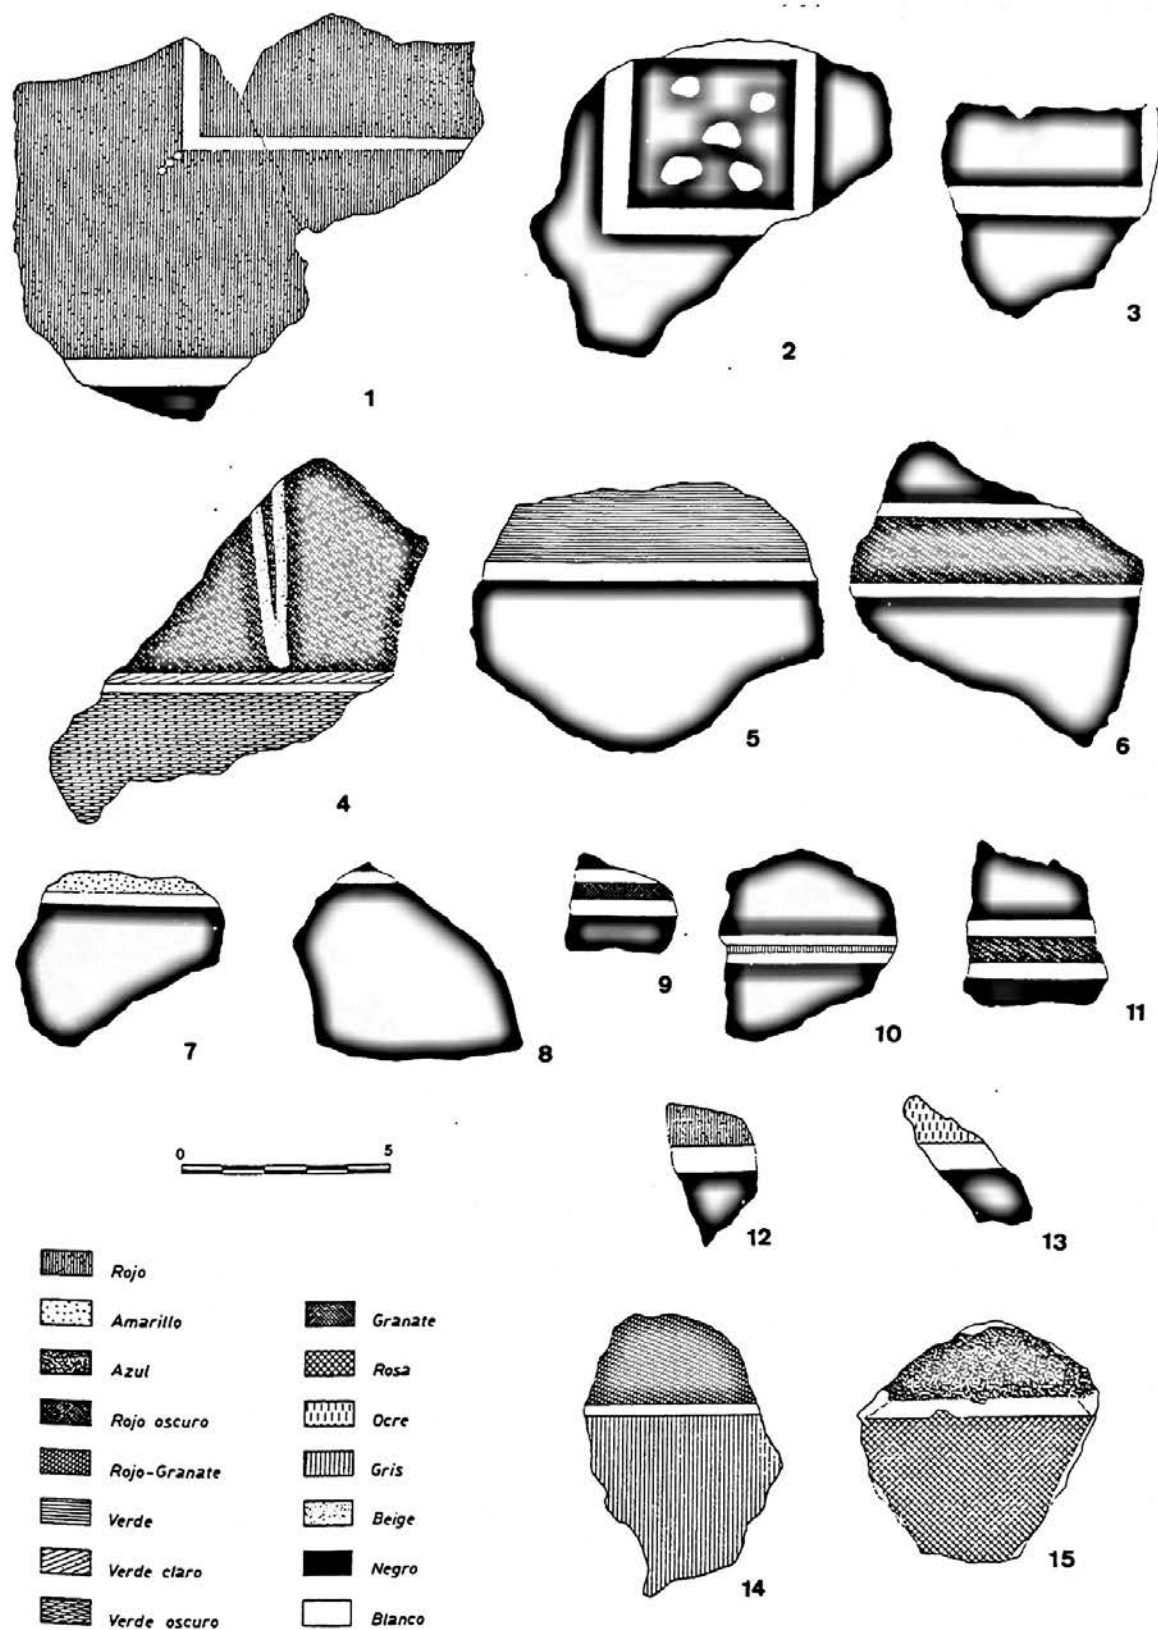 1
2
3
4
5
6
7
8
9
10
11
0 5
12
13
Rojo
Amarillo
Azul
Rojo oscuro
Rojo-Granate
Verde
Verde claro
Verde oscuro
Granate
Rosa
Ocre
Gris
Beige
Negro
Blanco
14
15